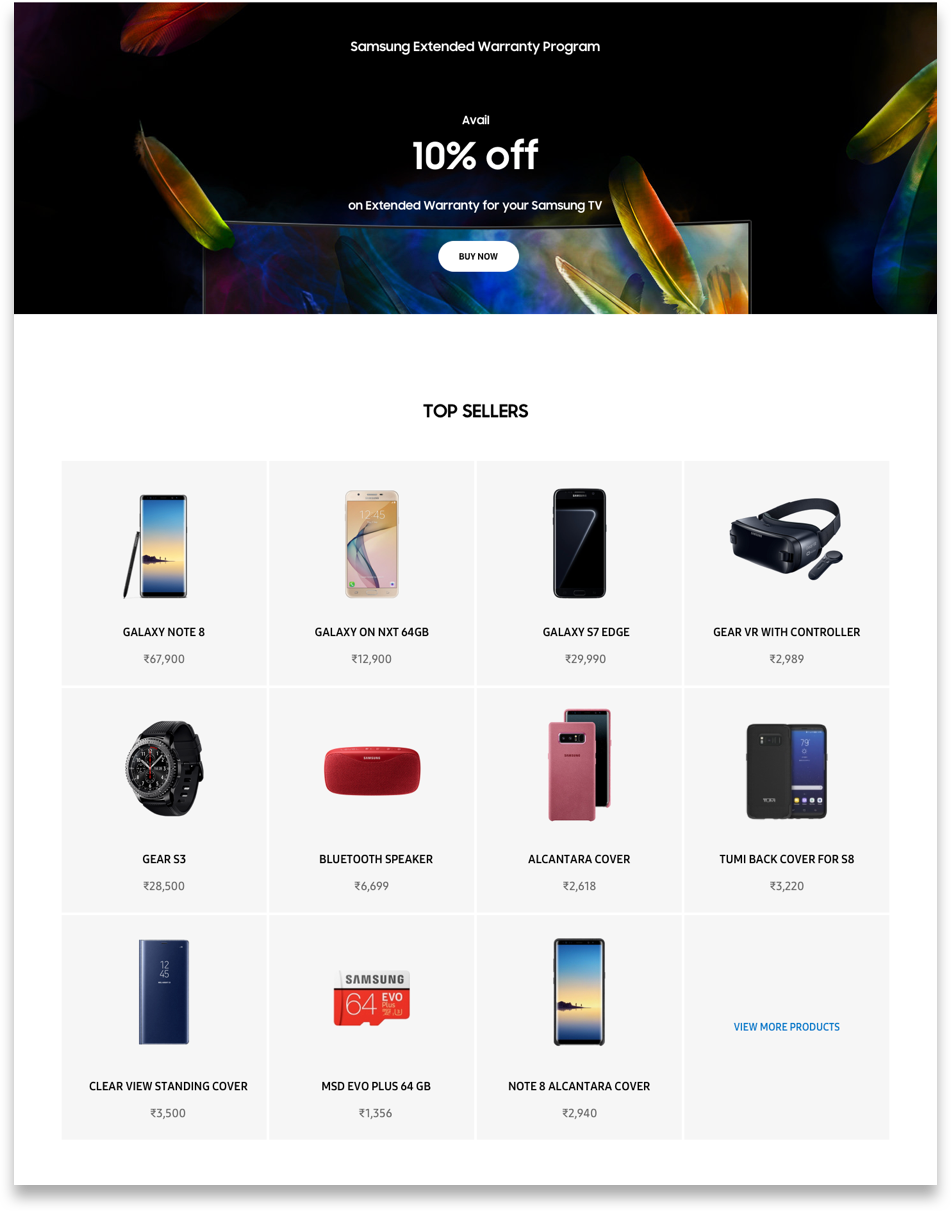 Samsung Extended Warranty Program
Avail
10% off
on Extended Warranty for your Samsung TV
BUY NOW
TOP SELLERS
GALAXY NOTE 8
₹67,900
12:45
GALAXY ON NXT 64GB
₹12,900
SAMSUNG
GALAXY S7 EDGE
₹29,990
GEAR VR WITH CONTROLLER
₹2,989
GEAR S3
₹28,500
SAMSUNG
BLUETOOTH SPEAKER
₹6,699
SAMSUNG
ALCANTARA COVER
₹2,618
79
TUMI
TUMI BACK COVER FOR S8
₹3,220
12
45
CLEAR VIEW STANDING COVER
₹3,500
SAMSUNG
64 EVO
Plus
MSD EVO PLUS 64 GB
₹1,356
NOTE 8 ALCANTARA COVER
₹2,940
VIEW MORE PRODUCTS